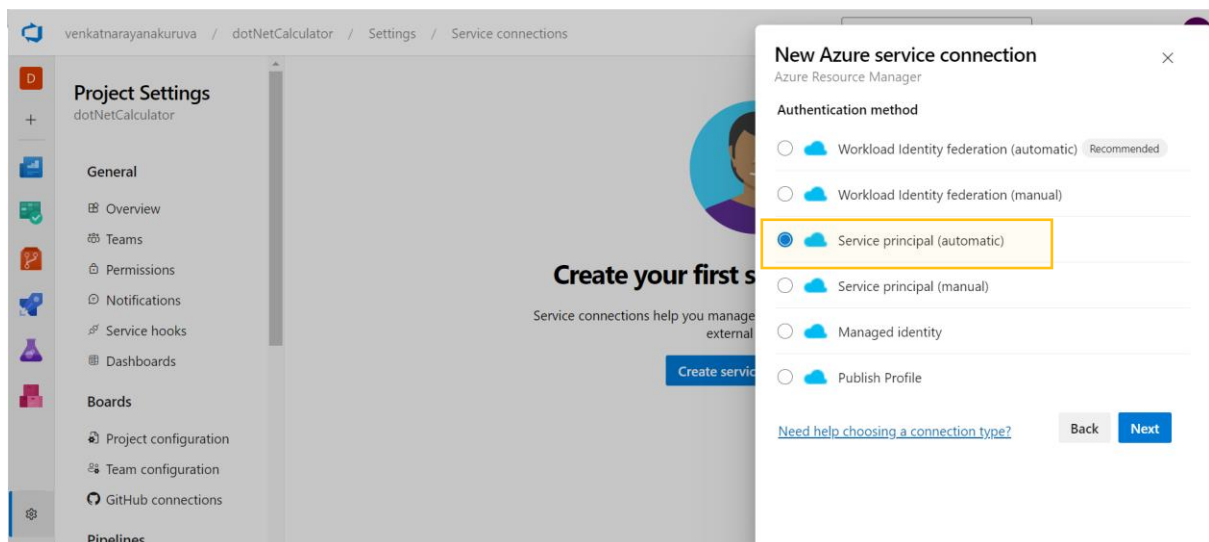 venkatnarayanakuruva / dotNetCalculator / Settings / Service connections
D
Project Settings
dotNetCalculator
General
Overview
Teams
Permissions
Notifications
Service hooks
Dashboards
Boards
Project configuration
Team configuration
GitHub connections
Pipelines
Create your first s
Service connections help you manage
external
Create servic
New Azure service connection
Azure Resource Manager
Authentication method
Workload Identity federation (automatic) Recommended
Workload Identity federation (manual)
Service principal (automatic)
Service principal (manual)
Managed identity
Publish Profile
Need help choosing a connection type? Back Next